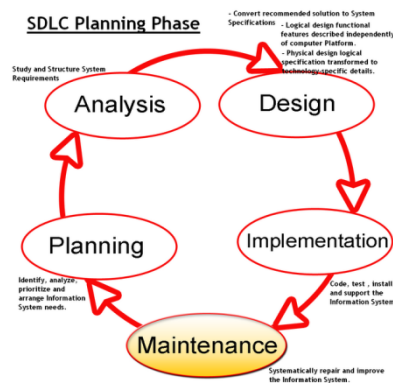 SDLC Planning Phase
- Convert recommended solution to System
Specifications
- Logical design functional
features described independently
of computer Platform.
- Physical design logical
specification transformed to
technology-specific details.
Study and Structure System
Requirements
Analysis
Design
Planning
Implementation
Identify, analyze,
prioritize and
arrange Information
System needs.
Code, test , install
and support the
Information System
Maintenance
Systematically repair and improve
the Information System.